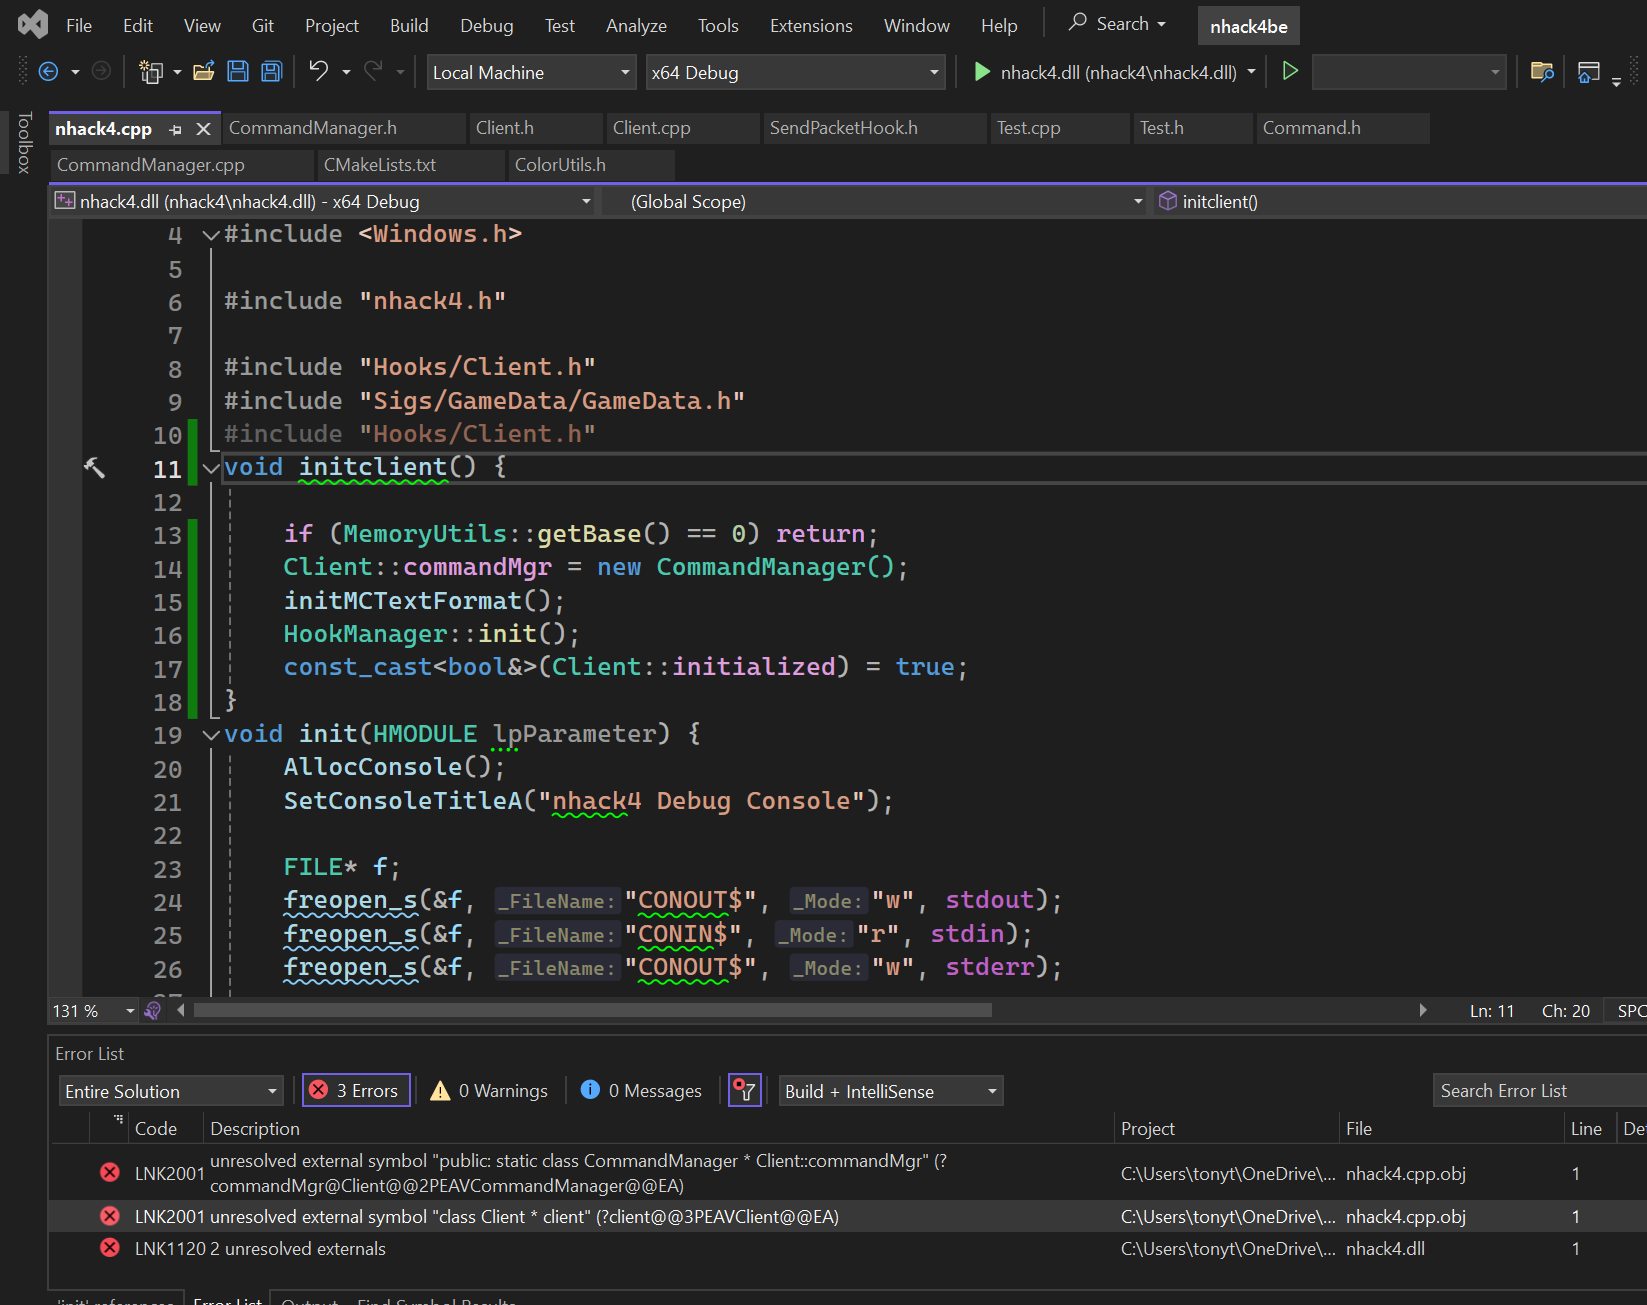 File Edit View Git Project Build Debug Test Analyze Tools Extensions Window Help Search nhack4be
Local Machine x64 Debug nhack4.dll (nhack4\nhack4.dll)
Toolbox
nhack4.cpp CommandManager.h Client.h Client.cpp SendPacketHook.h Test.cpp Test.h Command.h
CommandManager.cpp CMakeLists.txt ColorUtils.h
nhack4.dll (nhack4\nhack4.dll) - x64 Debug (Global Scope) initclient()
4 #include <Windows.h>
5
6 #include "nhack4.h"
7
8 #include "Hooks/Client.h"
9 #include "Sigs/GameData/GameData.h"
10 #include "Hooks/Client.h"
11 void initclient() {
12
13 if (MemoryUtils::getBase() == 0) return;
14 Client::commandMgr = new CommandManager();
15 initMCTextFormat();
16 HookManager::init();
17 const_cast<bool&>(Client::initialized) = true;
18 }
19 void init(HMODULE lpParameter) {
20 AllocConsole();
21 SetConsoleTitleA("nhack4 Debug Console");
22
23 FILE* f;
24 freopen_s(&f, _FileName: "CONOUT$", _Mode: "w", stdout);
25 freopen_s(&f, _FileName: "CONIN$", _Mode: "r", stdin);
26 freopen_s(&f, _FileName: "CONOUT$", _Mode: "w", stderr);
131 % Ln: 11 Ch: 20 SPC
Error List
Entire Solution 3 Errors 0 Warnings 0 Messages Build + IntelliSense Search Error List
Code Description Project File Line De
LNK2001 unresolved external symbol "public: static class CommandManager * Client::commandMgr" (?
commandMgr@Client@@2PEAVCommandManager@@EA) C:\Users\tonyt\OneDrive\... nhack4.cpp.obj 1
LNK2001 unresolved external symbol "class Client * client" (?client@@3PEAVClient@@EA) C:\Users\tonyt\OneDrive\... nhack4.cpp.obj 1
LNK1120 2 unresolved externals C:\Users\tonyt\OneDrive\... nhack4.dll 1
'init' references Error List Output Find Symbol Results